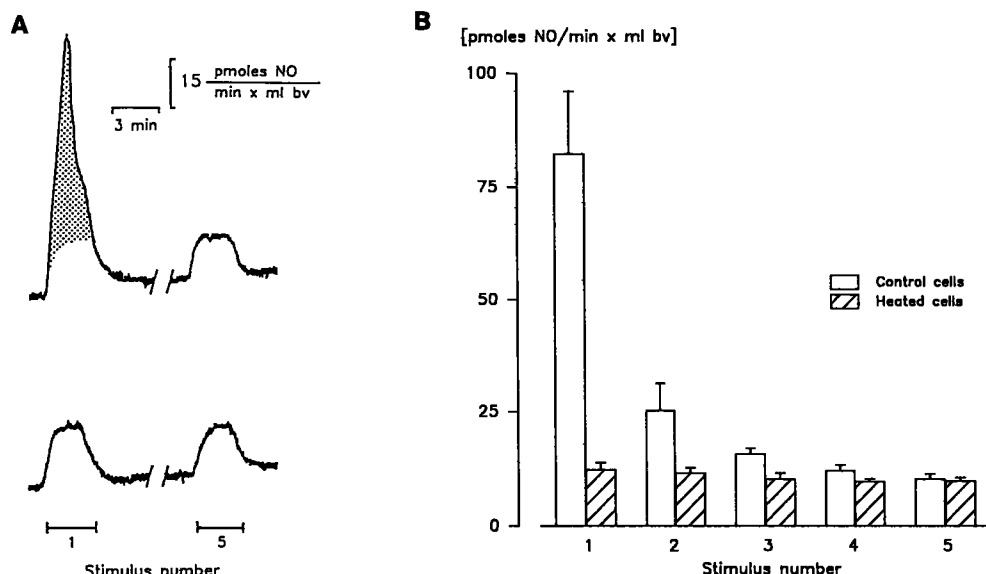 A
15 pmoles NO
min x ml bv
3 min
1
5
Stimulus number
B
[pmoles NO/min x ml bv]
100
75
50
25
0
Control cells
Heated cells
1 2 3 4 5
Stimulus number